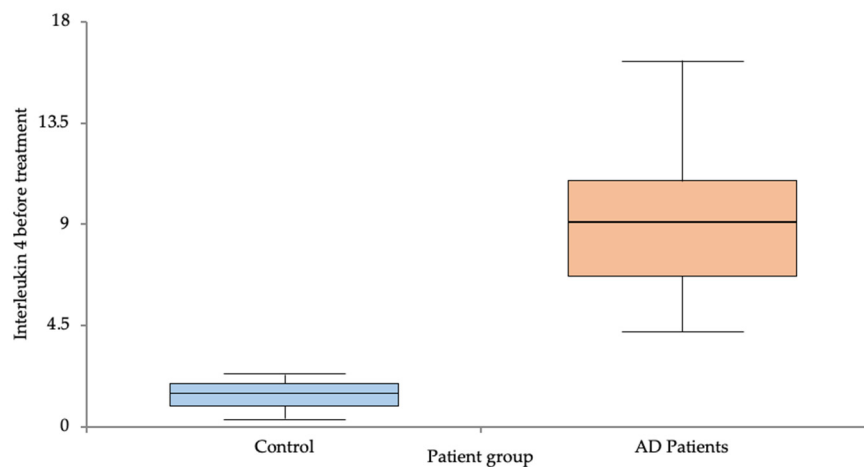 18
13.5
9
4.5
0
Interleukin 4 before treatment
Control
AD Patients
Patient group